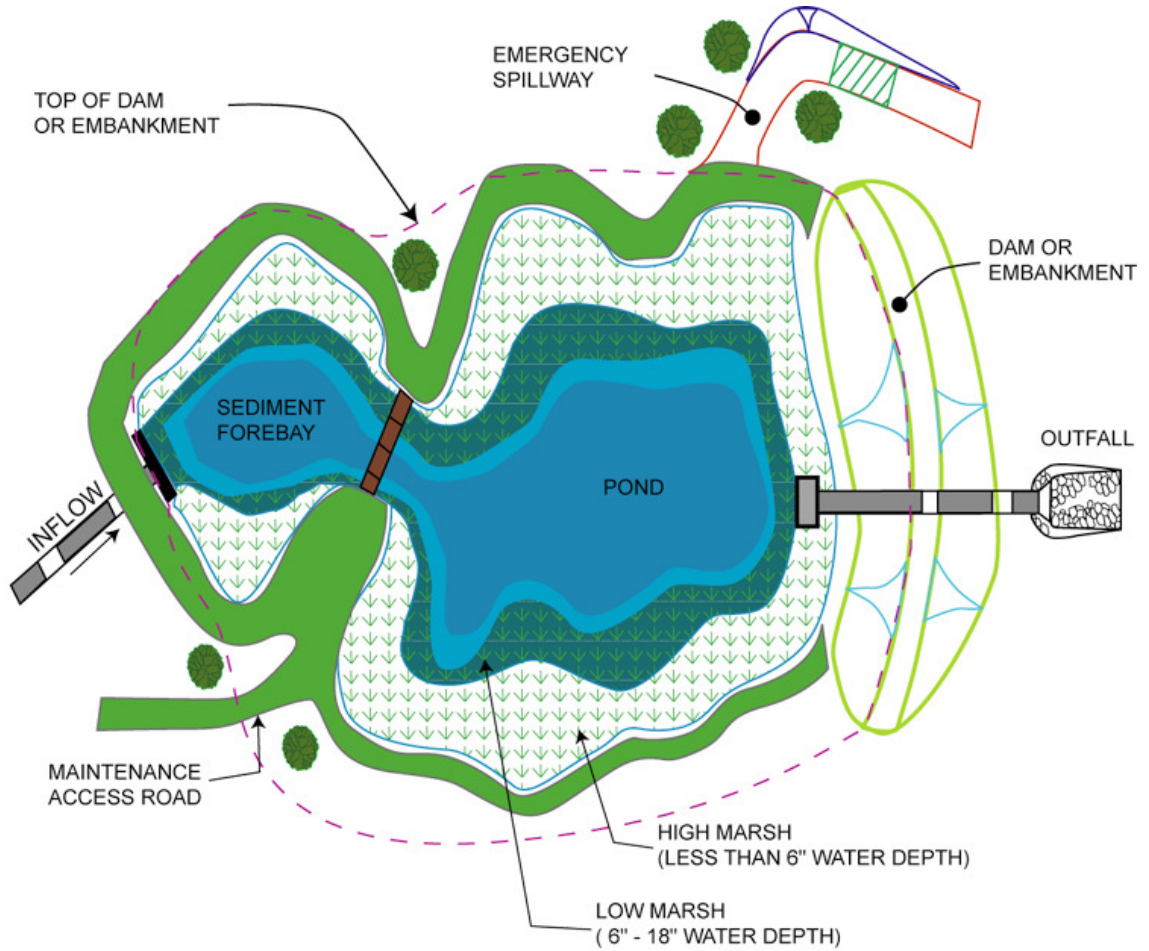 EMERGENCY
SPILLWAY
TOP OF DAM
OR EMBANKMENT
DAM OR
EMBANKMENT
SEDIMENT
FOREBAY
OUTFALL
POND
INFLOW
MAINTENANCE
ACCESS ROAD
HIGH MARSH
(LESS THAN 6" WATER DEPTH)
LOW MARSH
( 6" - 18" WATER DEPTH)